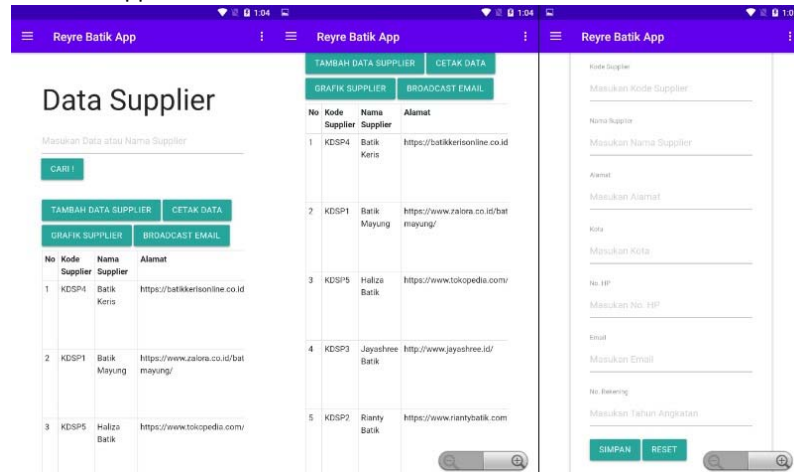 1:04
Reyre Batik App
Data Supplier
Masukan Data atau Nama Supplier
CARI !
TAMBAH DATA SUPPLIER
CETAK DATA
GRAFIK SUPPLIER
BROADCAST EMAIL
No Kode Supplier Nama Supplier Alamat
1 KDSP4 Batik Keris https://batikkerisonline.co.id
2 KDSP1 Batik Mayung https://www.zalora.co.id/bat mayung/
3 KDSP5 Haliza Batik https://www.tokopedia.com/
1:04
Reyre Batik App
TAMBAH DATA SUPPLIER
CETAK DATA
GRAFIK SUPPLIER
BROADCAST EMAIL
No Kode Supplier Nama Supplier Alamat
1 KDSP4 Batik Keris https://batikkerisonline.co.id
2 KDSP1 Batik Mayung https://www.zalora.co.id/bat mayung/
3 KDSP5 Haliza Batik https://www.tokopedia.com/
4 KDSP3 Jayashree Batik http://www.jayashree.id/
5 KDSP2 Rianty Batik https://www.riantybatik.com
Reyre Batik App
Kode Supplier
Masukan Kode Supplier
Nama Supplier
Masukan Nama Supplier
Alamat
Masukan Alamat
Kota
Masukan Kota
No. HP
Masukan No. HP
Email
Masukan Email
No. Rekening
Masukan Tahun Angkatan
SIMPAN
RESET